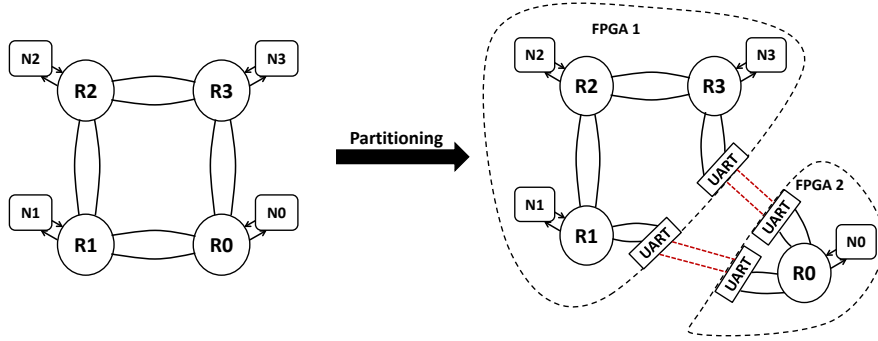 N2
N3
R2
R3
N1
N0
R1
R0
Partitioning
FPGA 1
N2
N3
R2
R3
UART
FPGA 2
N1
UART
R1
UART
N0
UART
R0